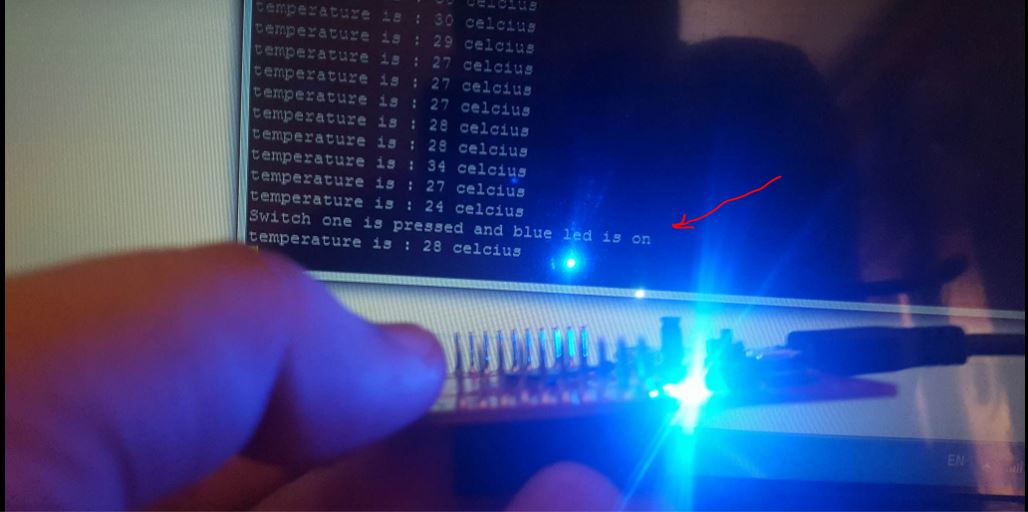 celcius
temperature is : 30 celcius
temperature is : 29 celcius
temperature is : 27 celcius
temperature is : 27 celcius
temperature is : 27 celcius
temperature is : 28 celcius
temperature is : 28 celcius
temperature is : 34 celcius
temperature is : 27 celcius
temperature is : 24 celcius
Switch one is pressed and blue led is on
temperature is : 28 celcius
EN